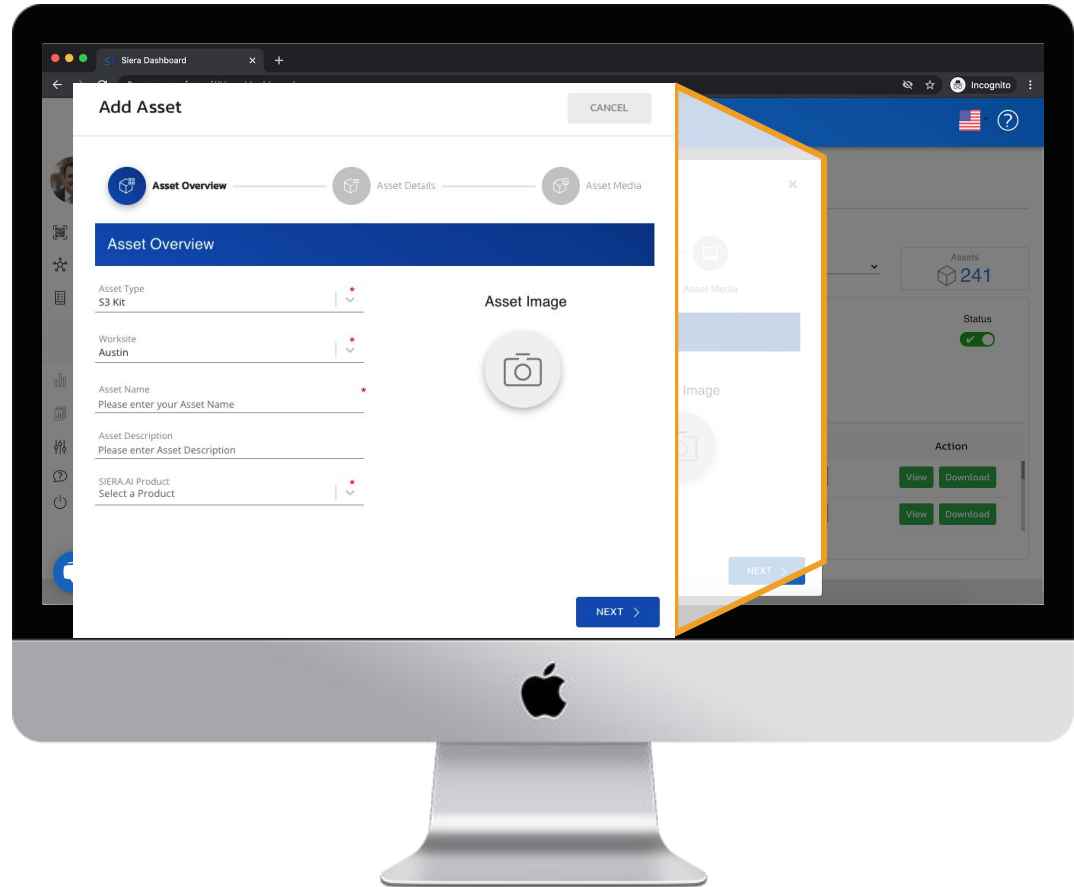 Siera Dashboard
Incognito
Add Asset
CANCEL
Asset Overview
Asset Details
Asset Media
Asset Overview
Asset Type
S3 Kit
*
Worksite
Austin
*
Asset Name
Please enter your Asset Name
*
Asset Description
Please enter Asset Description
SIERA.AI Product
Select a Product
*
Asset Image
NEXT
Asset Media
Image
NEXT
Assets
241
Status
Action
View Download
View Download